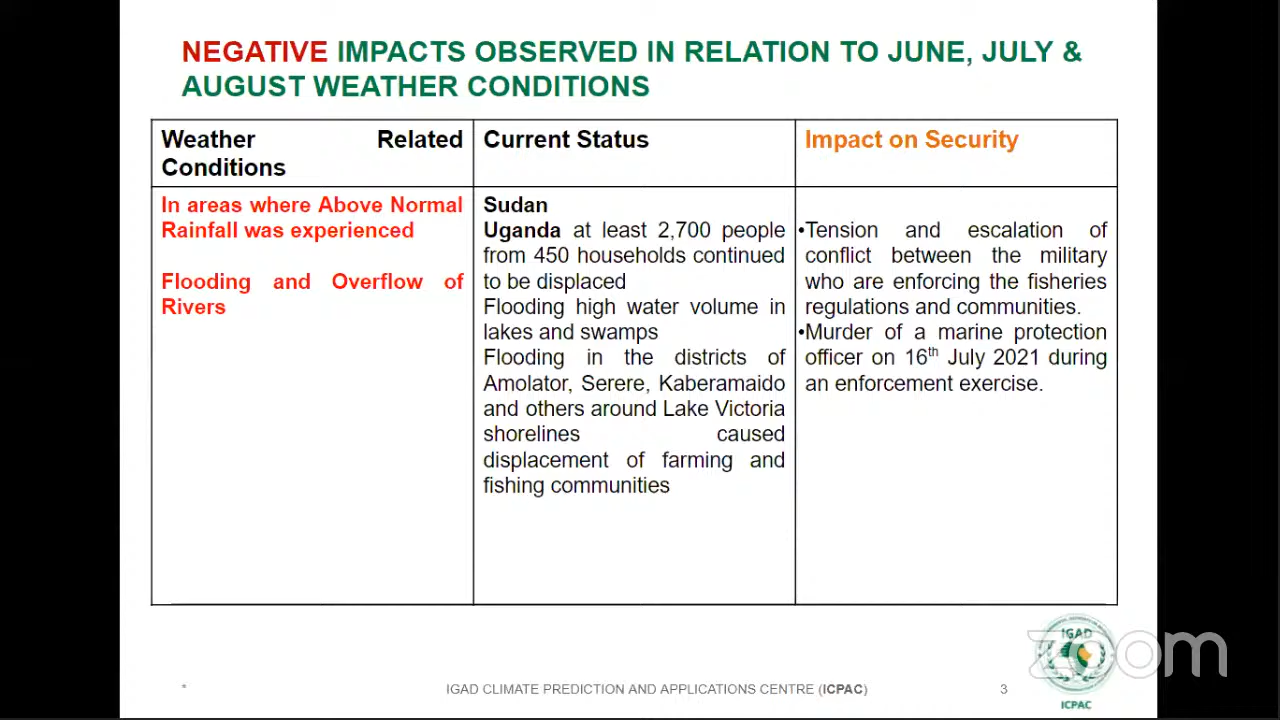 NEGATIVE IMPACTS OBSERVED IN RELATION TO JUNE, JULY &
AUGUST WEATHER CONDITIONS
Weather Related
Conditions
Current Status
Impact on Security
In areas where Above Normal
Rainfall was experienced
Flooding and Overflow of
Rivers
Sudan
Uganda at least 2,700 people
from 450 households continued
to be displaced
Flooding high water volume in
lakes and swamps
Flooding in the districts of
Amolator, Serere, Kaberamaido
and others around Lake Victoria
shorelines caused
displacement of farming and
fishing communities
•Tension and escalation of
conflict between the military
who are enforcing the fisheries
regulations and communities.
•Murder of a marine protection
officer on 16th July 2021 during
an enforcement exercise.
*
IGAD CLIMATE PREDICTION AND APPLICATIONS CENTRE (ICPAC)
3
IGAD
ICPAC
zoom